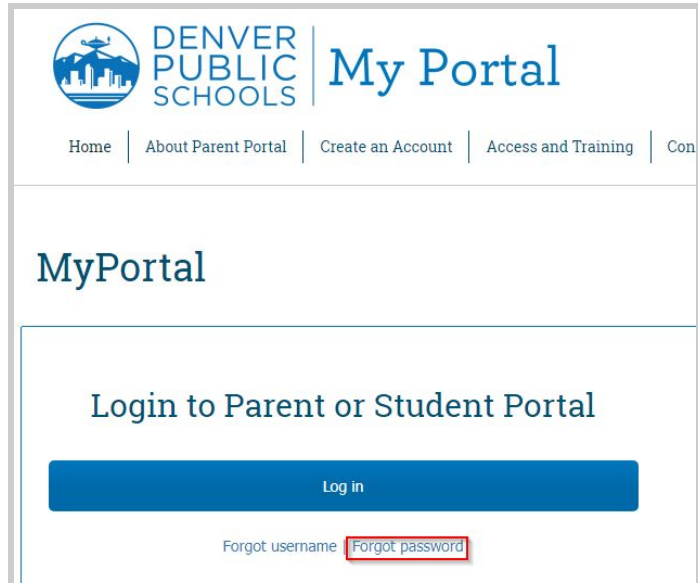 DENVER
PUBLIC
SCHOOLS
My Portal
Home About Parent Portal Create an Account Access and Training Con
MyPortal
Login to Parent or Student Portal
Log in
Forgot username | Forgot password